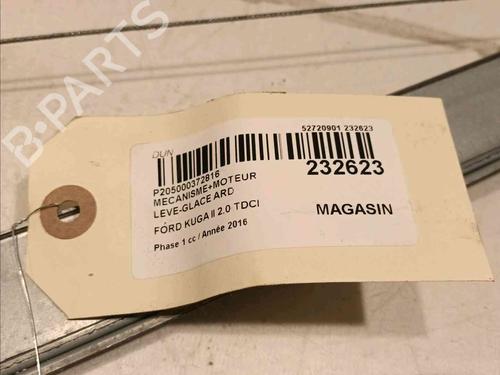 B-PARTS
52720901 232623
DUN
232623
P205000372816
MECANISME+MOTEUR
LEVE-GLACE ARD
FORD KUGA II 2.0 TDCI
MAGASIN
Phase 1 cc / Année 2016